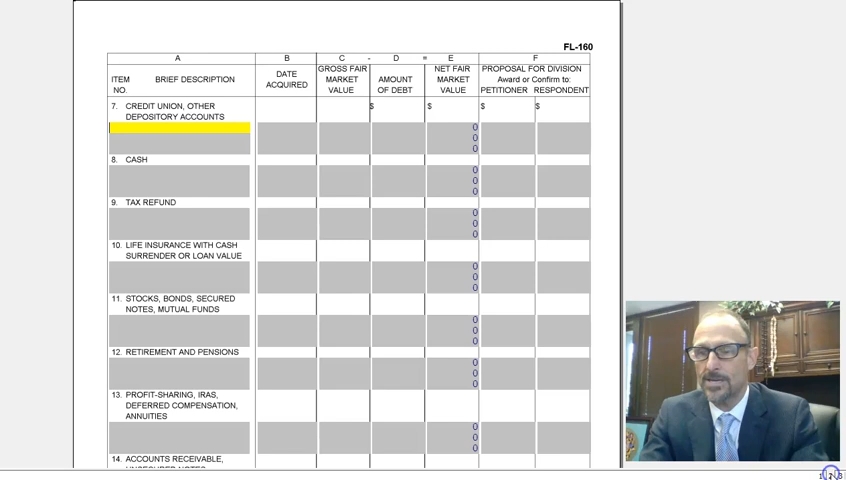 FL-160
A B C - D = E F
ITEM NO. BRIEF DESCRIPTION DATE ACQUIRED GROSS FAIR MARKET VALUE AMOUNT OF DEBT NET FAIR MARKET VALUE PROPOSAL FOR DIVISION Award or Confirm to: PETITIONER RESPONDENT
7. CREDIT UNION, OTHER $ $ $ $
DEPOSITORY ACCOUNTS
0
0
0
8. CASH
0
0
0
9. TAX REFUND
0
0
0
10. LIFE INSURANCE WITH CASH
SURRENDER OR LOAN VALUE
0
0
0
11. STOCKS, BONDS, SECURED
NOTES, MUTUAL FUNDS
0
0
0
12. RETIREMENT AND PENSIONS
0
0
0
13. PROFIT-SHARING, IRAS,
DEFERRED COMPENSATION,
ANNUITIES
0
0
0
14. ACCOUNTS RECEIVABLE,